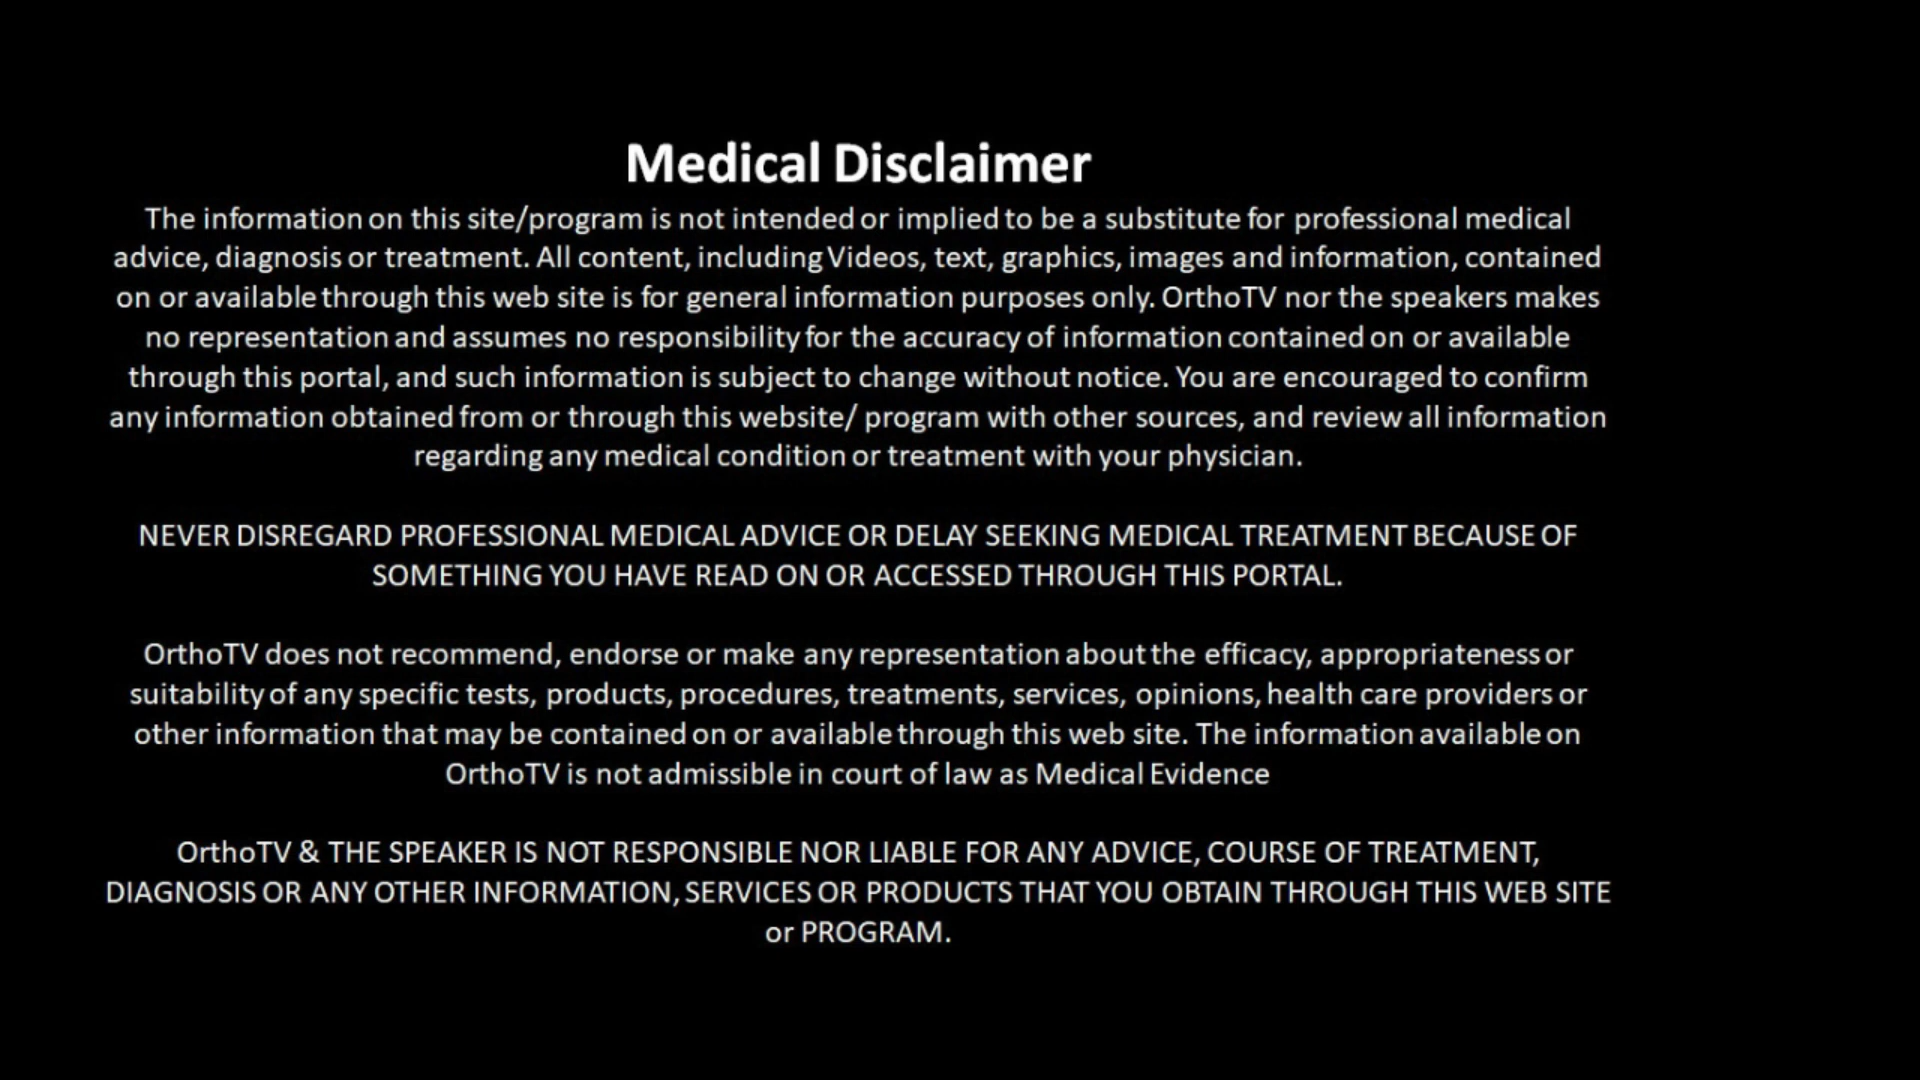 Medical Disclaimer
The information on this site/program is not intended or implied to be a substitute for professional medical
advice, diagnosis or treatment. All content, including Videos, text, graphics, images and information, contained
on or available through this web site is for general information purposes only. OrthoTV nor the speakers makes
no representation and assumes no responsibility for the accuracy of information contained on or available
through this portal, and such information is subject to change without notice. You are encouraged to confirm
any information obtained from or through this website/ program with other sources, and review all information
regarding any medical condition or treatment with your physician.
NEVER DISREGARD PROFESSIONAL MEDICAL ADVICE OR DELAY SEEKING MEDICAL TREATMENT BECAUSE OF
SOMETHING YOU HAVE READ ON OR ACCESSED THROUGH THIS PORTAL.
OrthoTV does not recommend, endorse or make any representation about the efficacy, appropriateness or
suitability of any specific tests, products, procedures, treatments, services, opinions, health care providers or
other information that may be contained on or available through this web site. The information available on
OrthoTV is not admissible in court of law as Medical Evidence
OrthoTV & THE SPEAKER IS NOT RESPONSIBLE NOR LIABLE FOR ANY ADVICE, COURSE OF TREATMENT,
DIAGNOSIS OR ANY OTHER INFORMATION, SERVICES OR PRODUCTS THAT YOU OBTAIN THROUGH THIS WEB SITE
or PROGRAM.